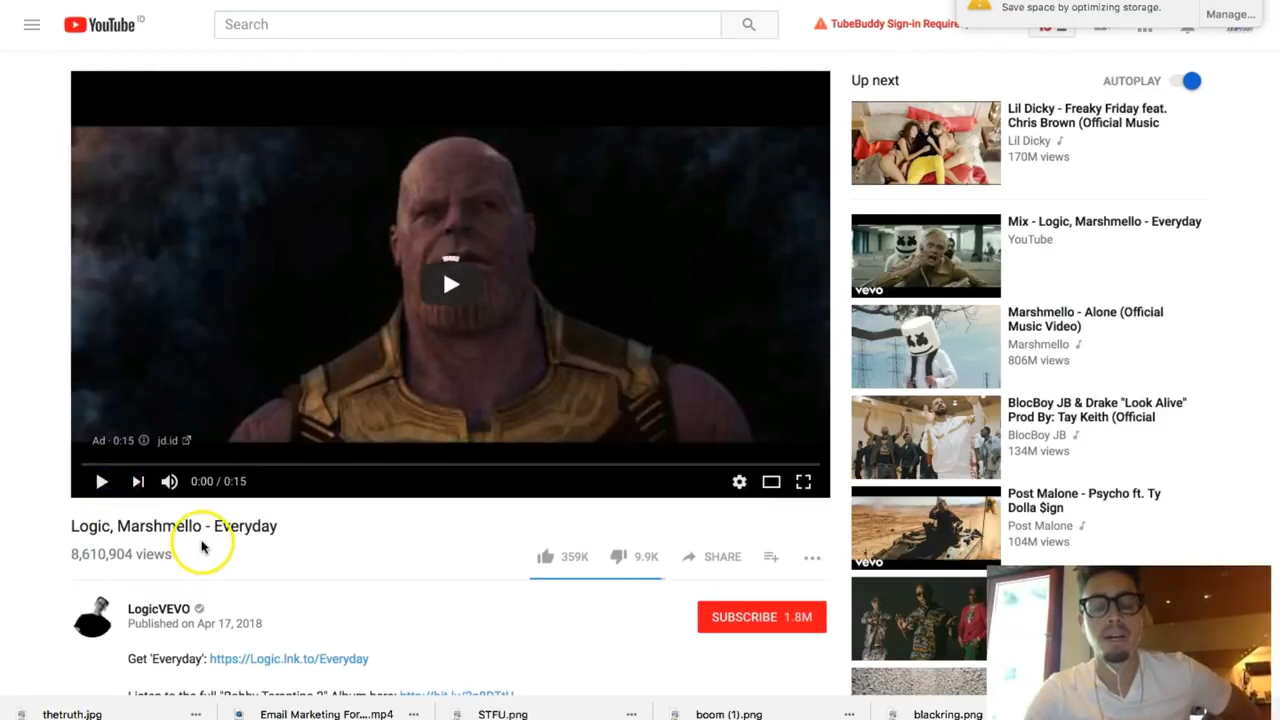 YouTube ID
Search
TubeBuddy Sign-in Require
Save space by optimizing storage.
Manage...
Up next
AUTOPLAY
Lil Dicky - Freaky Friday feat.
Chris Brown (Official Music
Lil Dicky
170M views
Mix - Logic, Marshmello - Everyday
YouTube
vevo
Marshmello - Alone (Official
Music Video)
Marshmello
806M views
BlocBoy JB & Drake "Look Alive"
Prod By: Tay Keith (Official
BlocBoy JB
134M views
Post Malone - Psycho ft. Ty
Dolla $ign
Post Malone
104M views
vevo
Ad · 0:15
jd.id
0:00 / 0:15
Logic, Marshmello - Everyday
8,610,904 views
359K
9.9K
SHARE
LogicVEVO
Published on Apr 17, 2018
SUBSCRIBE 1.8M
Get 'Everyday': https://Logic.lnk.to/Everyday
thetruth.jpg
Email Marketing For....mp4
STFU.png
boom (1).png
blackring.png